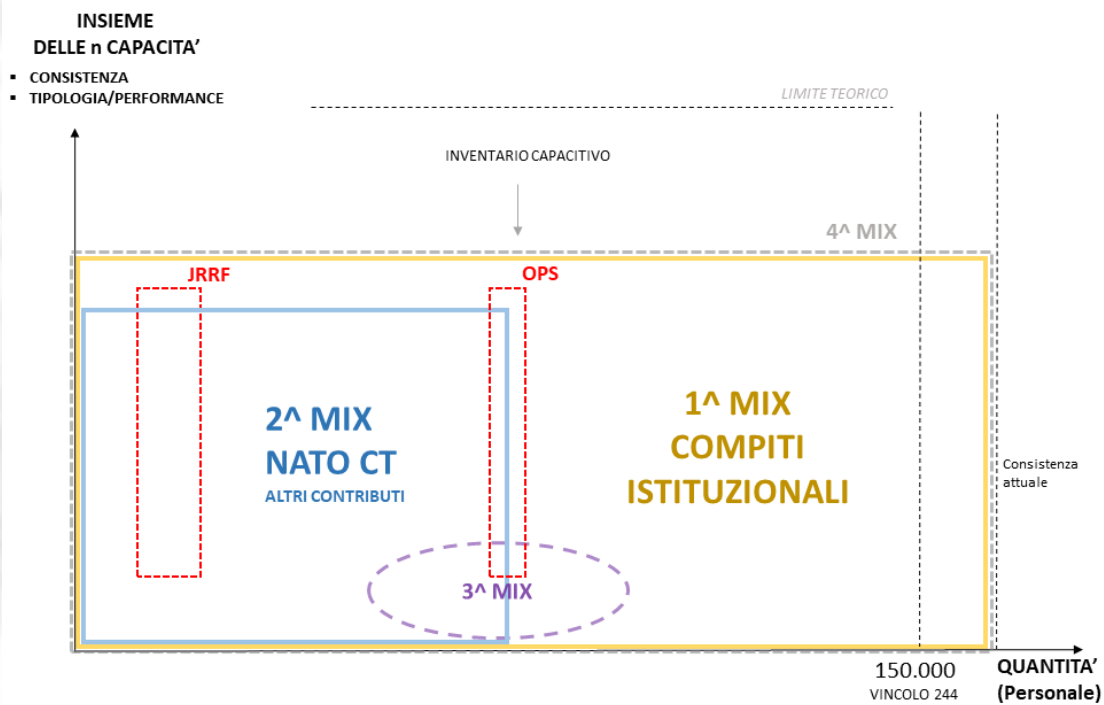 INSIEME
DELLE n CAPACITA’
▪ CONSISTENZA
▪ TIPOLOGIA/PERFORMANCE
LIMITE TEORICO
INVENTARIO CAPACITIVO
4^ MIX
JRRF
OPS
2^ MIX
NATO CT
ALTRI CONTRIBUTI
1^ MIX
COMPITI
ISTITUZIONALI
Consistenza
attuale
3^ MIX
150.000
VINCOLO 244
QUANTITA’
(Personale)